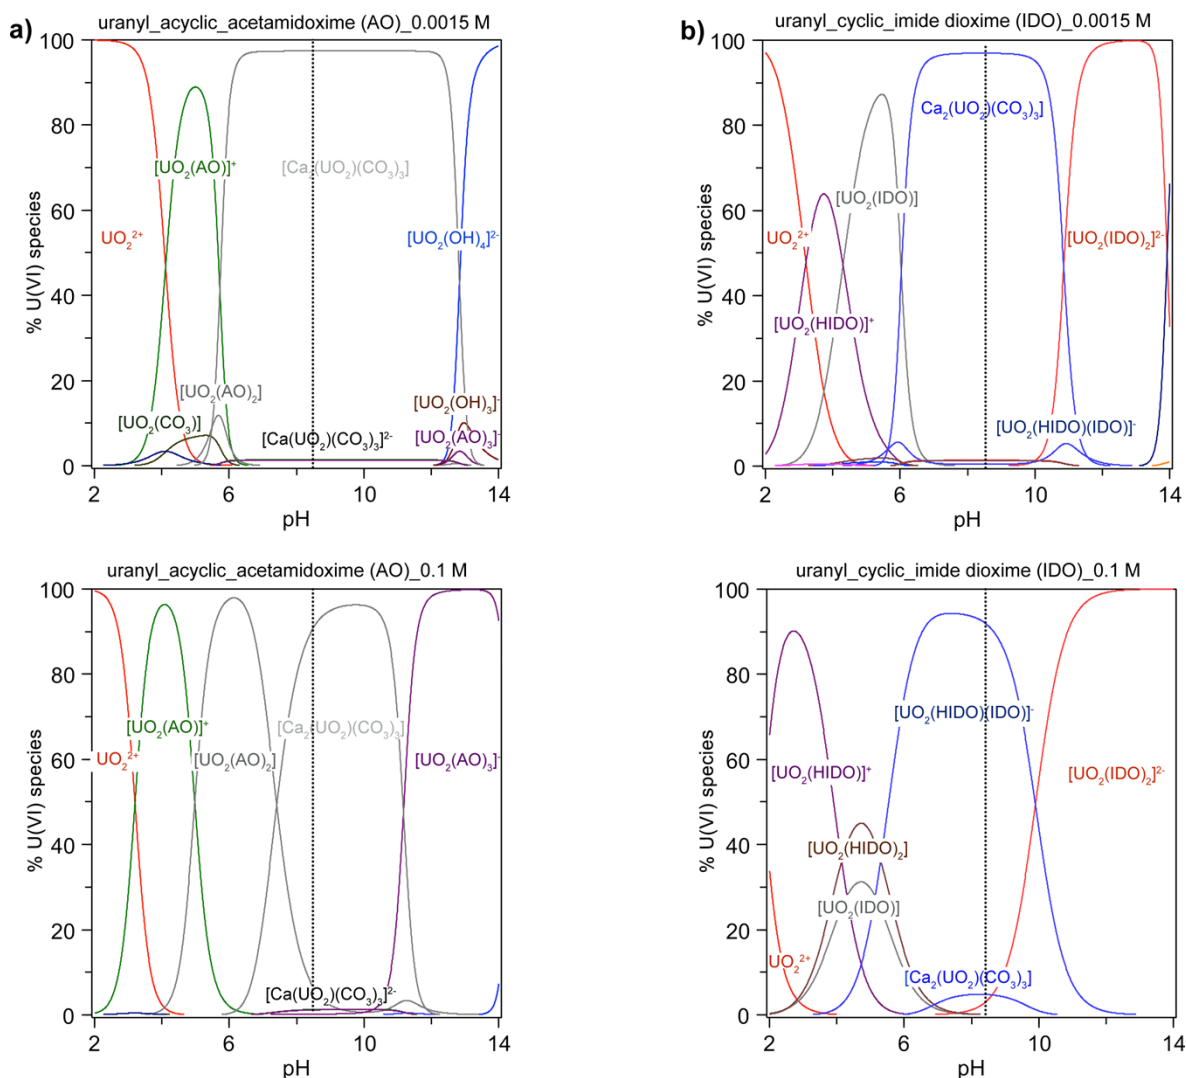 a)
uranyl_acyclic_acetamidoxime (AO)_0.0015 M
100
80
60
40
20
0
% U(VI) species
[UO₂(AO)]⁺
[Ca₂(UO₂)(CO₃)₃]
UO₂²⁺
[UO₂(OH)₄]²⁻
[UO₂(AO)₂]
[UO₂(CO₃)]
[UO₂(OH)₃]⁻
[Ca(UO₂)(CO₃)₃]²⁻
[UO₂(AO)₃]⁻
2 6 10 14
pH
b)
uranyl_cyclic_imide dioxime (IDO)_0.0015 M
100
80
60
40
20
0
% U(VI) species
Ca₂(UO₂)(CO₃)₃]
[UO₂(IDO)]
UO₂²⁺
[UO₂(IDO)₂]²⁻
[UO₂(HIDO)]⁺
[UO₂(HIDO)(IDO)]⁻
2 6 10 14
pH
uranyl_acyclic_acetamidoxime (AO)_0.1 M
100
80
60
40
20
0
% U(VI) species
[UO₂(AO)]⁺
[Ca₂(UO₂)(CO₃)₃]
UO₂²⁺
[UO₂(AO)₂]
[UO₂(AO)₃]⁻
[Ca(UO₂)(CO₃)₃]²⁻
2 6 10 14
pH
uranyl_cyclic_imide dioxime (IDO)_0.1 M
100
80
60
40
20
0
% U(VI) species
[UO₂(HIDO)(IDO)]⁻
[UO₂(HIDO)]⁺
[UO₂(IDO)₂]²⁻
[UO₂(HIDO)₂]
[UO₂(IDO)]
UO₂²⁺
[Ca₂(UO₂)(CO₃)₃]
2 6 10 14
pH